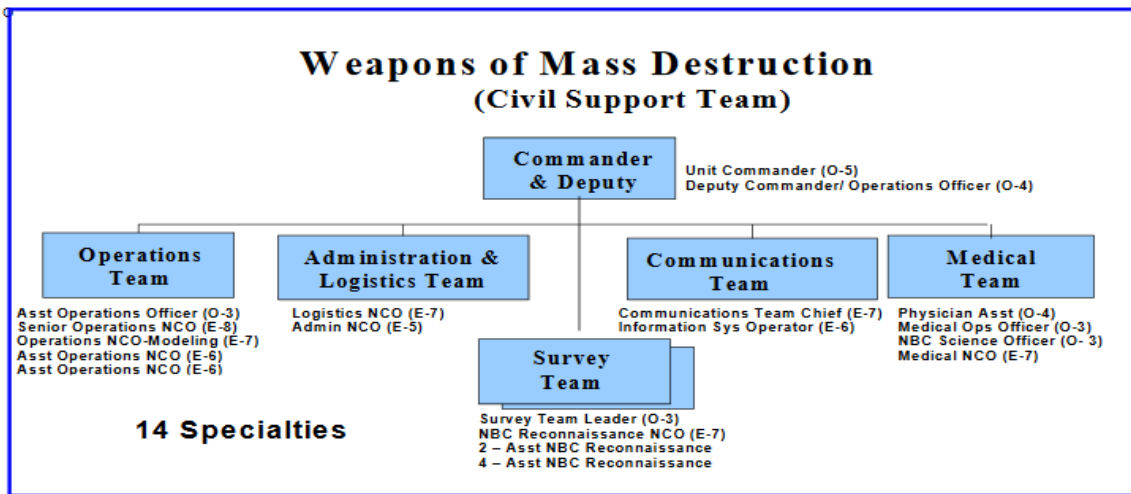 Weapons of Mass Destruction
(Civil Support Team)
Commander
& Deputy
Unit Commander (O-5)
Deputy Commander/ Operations Officer (O-4)
Operations
Team
Asst Operations Officer (O-3)
Senior Operations NCO (E-8)
Operations NCO-Modeling (E-7)
Asst Operations NCO (E-6)
Asst Operations NCO (E-6)
Administration &
Logistics Team
Logistics NCO (E-7)
Admin NCO (E-5)
Communications
Team
Communications Team Chief (E-7)
Information Sys Operator (E-6)
Medical
Team
Physician Asst (O-4)
Medical Ops Officer (O-3)
NBC Science Officer (O- 3)
Medical NCO (E-7)
Survey
Team
Survey Team Leader (O-3)
NBC Reconnaissance NCO (E-7)
2 – Asst NBC Reconnaissance
4 – Asst NBC Reconnaissance
14 Specialties